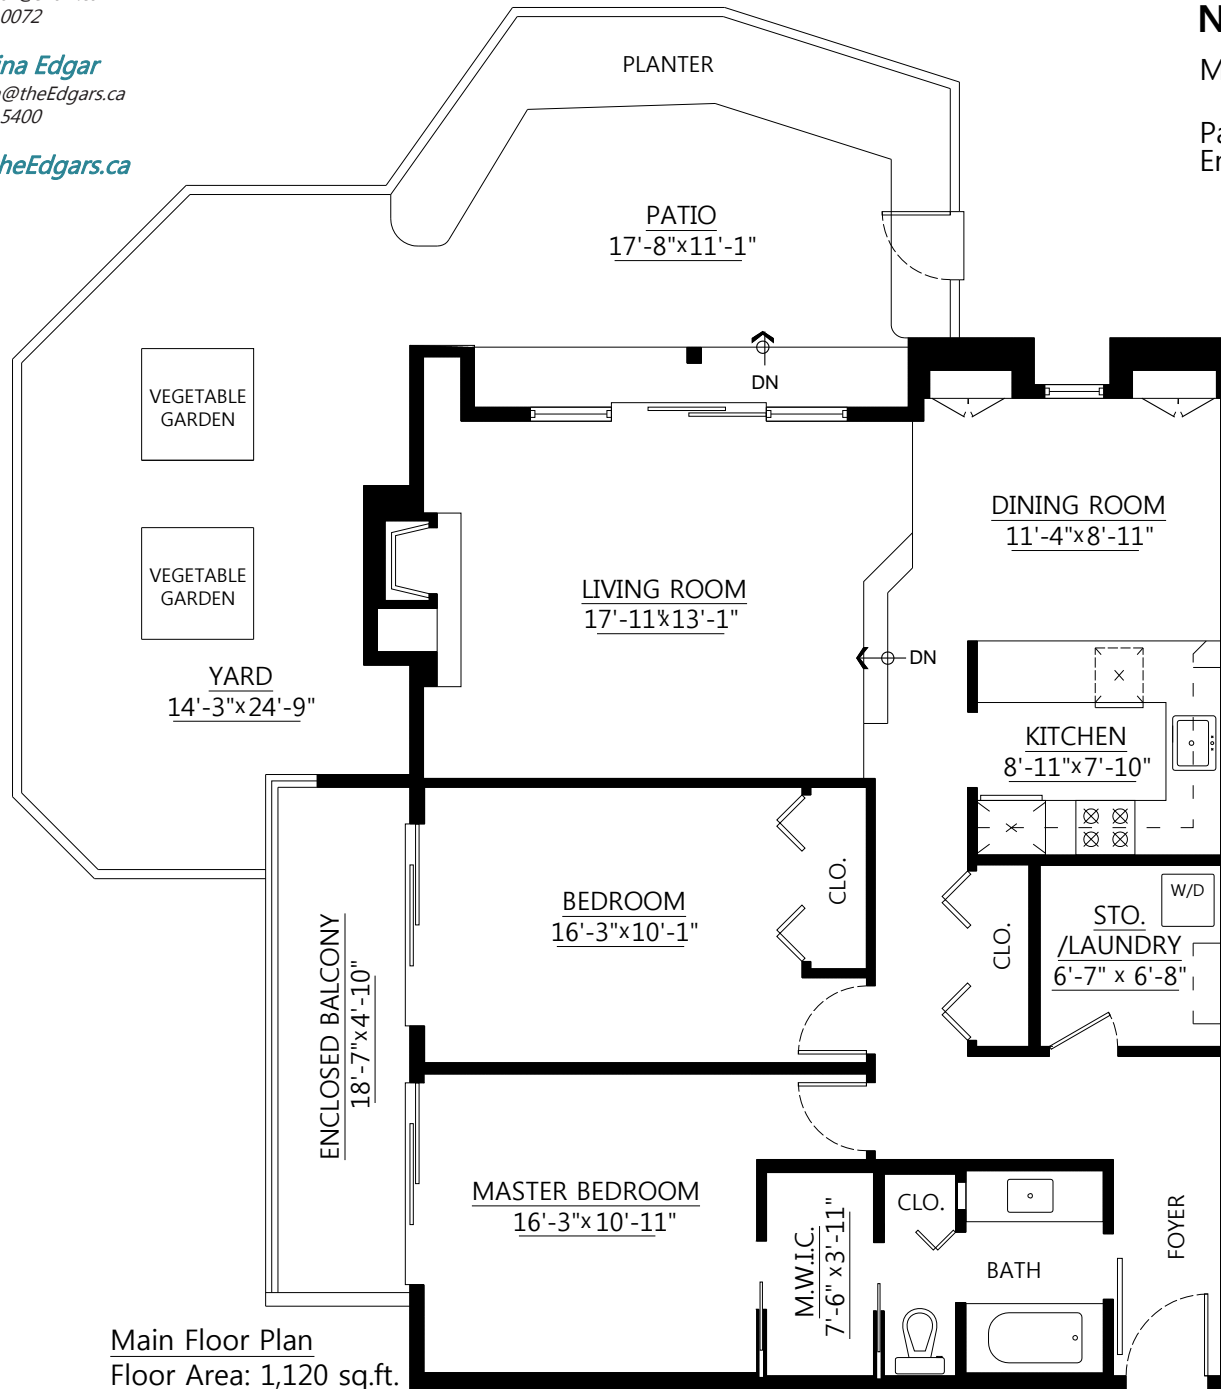 0072
ina Edgar
@theEdgars.ca
5400
heEdgars.ca
N
M
Pa
En
PLANTER
PATIO
17'-8"x11'-1"
DN
VEGETABLE
GARDEN
VEGETABLE
GARDEN
YARD
14'-3"x24'-9"
LIVING ROOM
17'-11"x13'-1"
DINING ROOM
11'-4"x8'-11"
DN
KITCHEN
8'-11"x7'-10"
BEDROOM
16'-3"x10'-1"
CLO.
CLO.
W/D
STO.
/LAUNDRY
6'-7" x 6'-8"
ENCLOSED BALCONY
18'-7"x4'-10"
MASTER BEDROOM
16'-3"x10'-11"
M.W.I.C.
7'-6" x3'-11"
CLO.
BATH
FOYER
Main Floor Plan
Floor Area: 1,120 sq.ft.